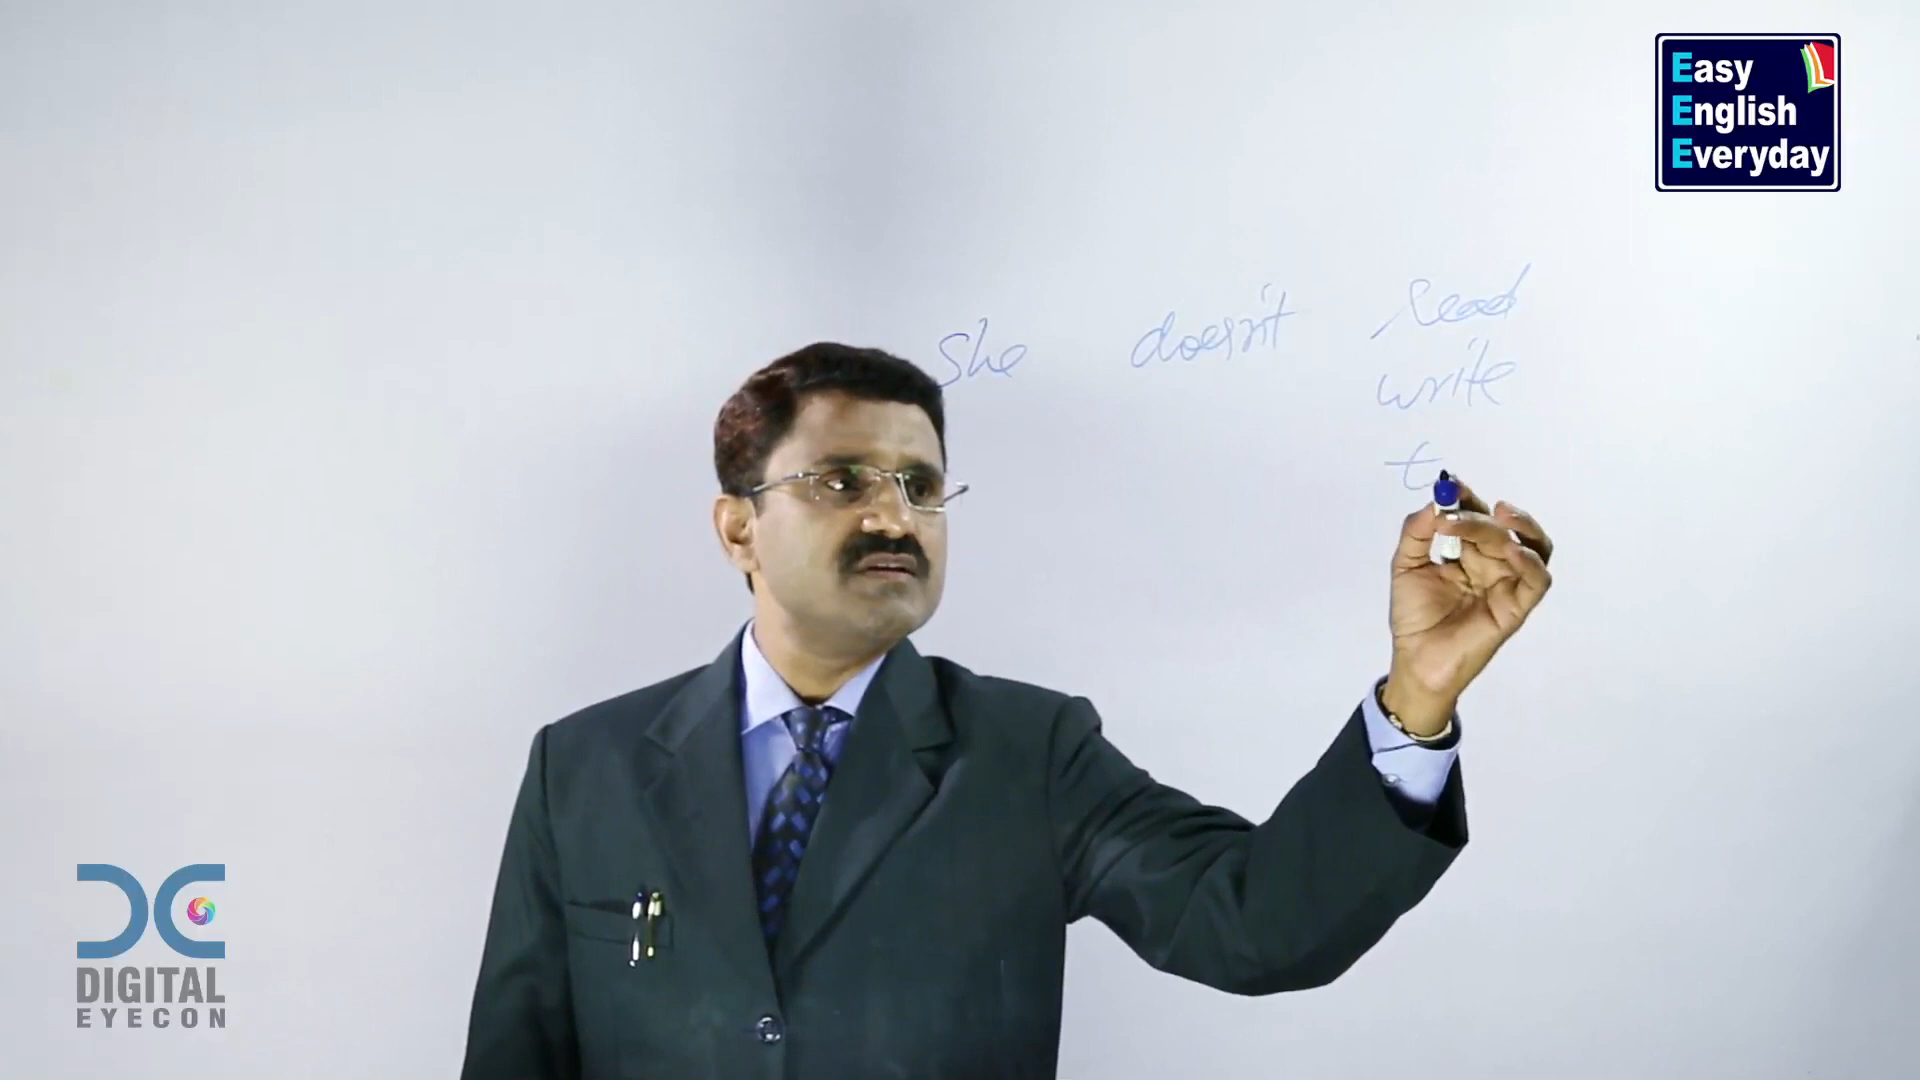 Easy
English
Everyday
She doesn't read
write
t
DIGITAL
EYECON